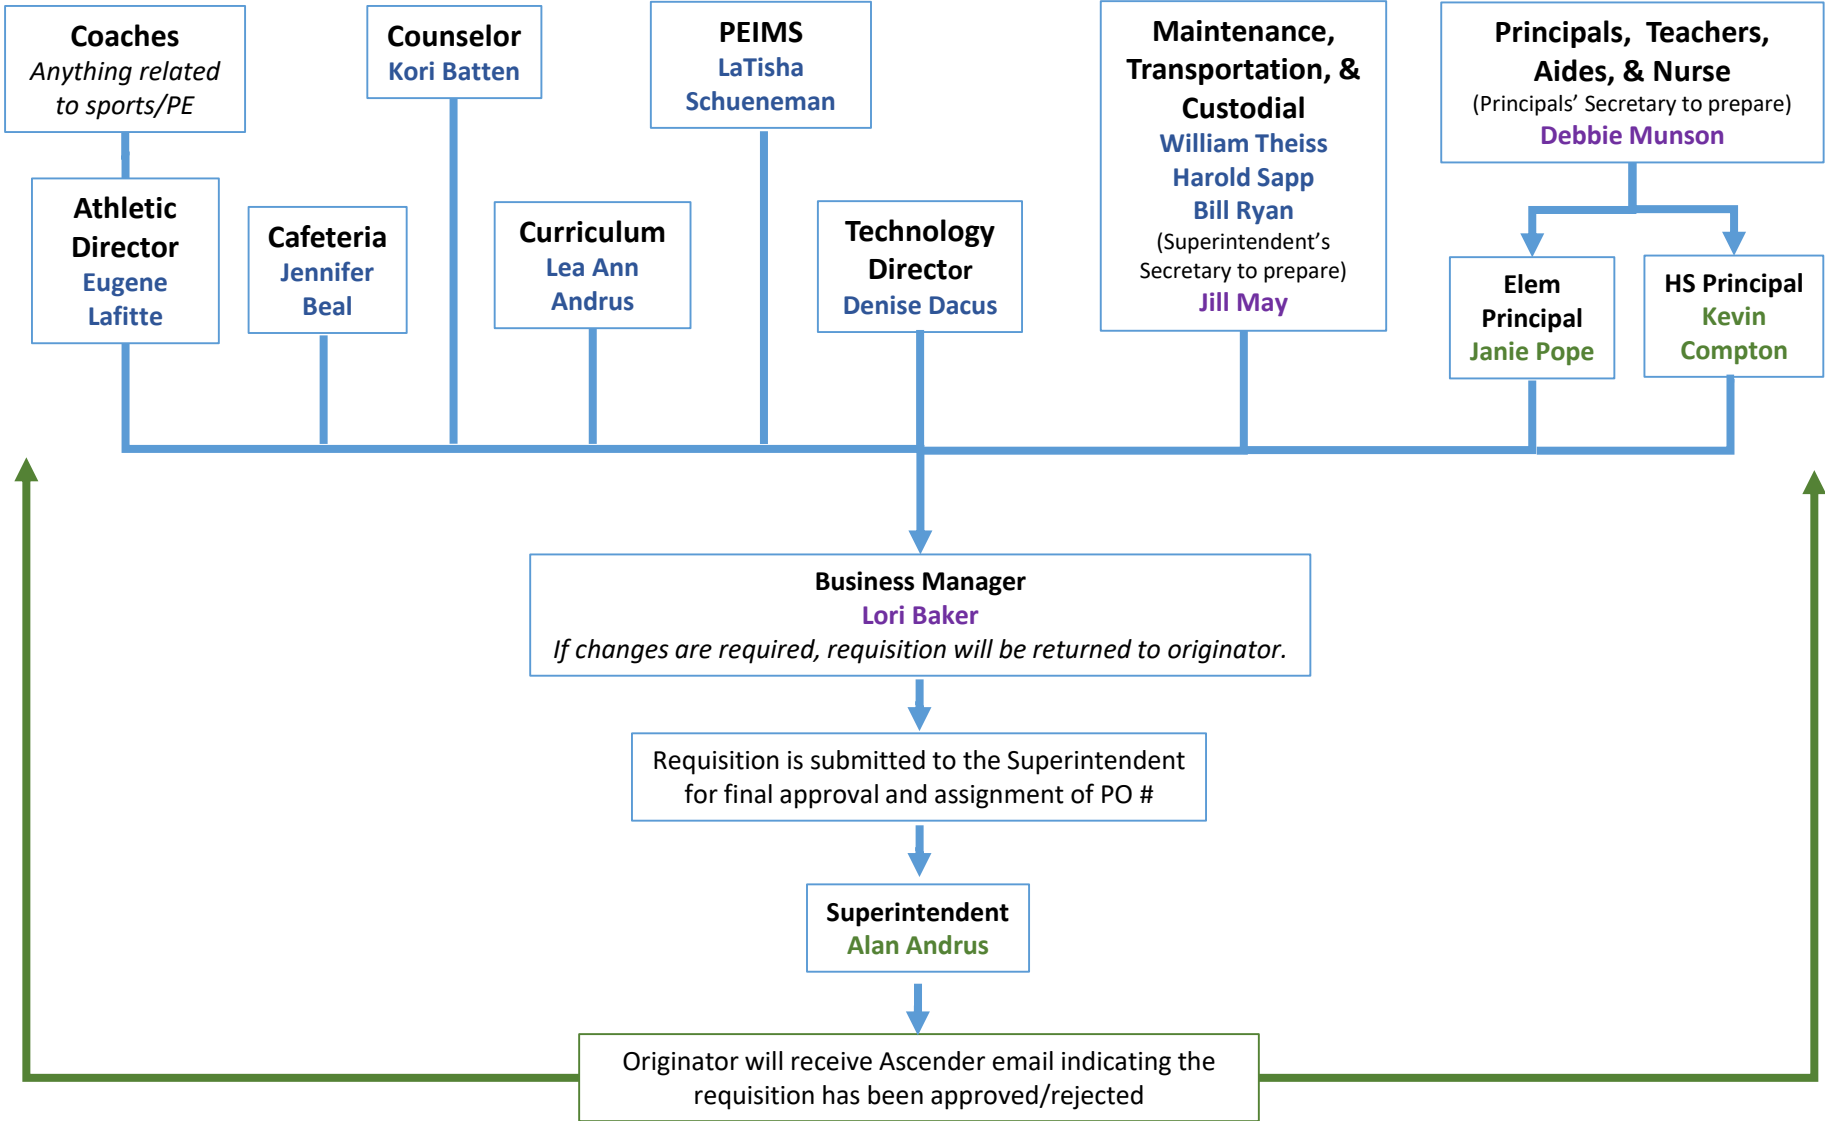 Coaches
Anything related
to sports/PE
Counselor
Kori Batten
PEIMS
LaTisha
Schueneman
Maintenance,
Transportation, &
Custodial
William Theiss
Harold Sapp
Bill Ryan
(Superintendent's
Secretary to prepare)
Jill May
Principals, Teachers,
Aides, & Nurse
(Principals' Secretary to prepare)
Debbie Munson
Athletic
Director
Eugene
Lafitte
Cafeteria
Jennifer
Beal
Curriculum
Lea Ann
Andrus
Technology
Director
Denise Dacus
Elem
Principal
Janie Pope
HS Principal
Kevin
Compton
Business Manager
Lori Baker
If changes are required, requisition will be returned to originator.
Requisition is submitted to the Superintendent
for final approval and assignment of PO #
Superintendent
Alan Andrus
Originator will receive Ascender email indicating the
requisition has been approved/rejected